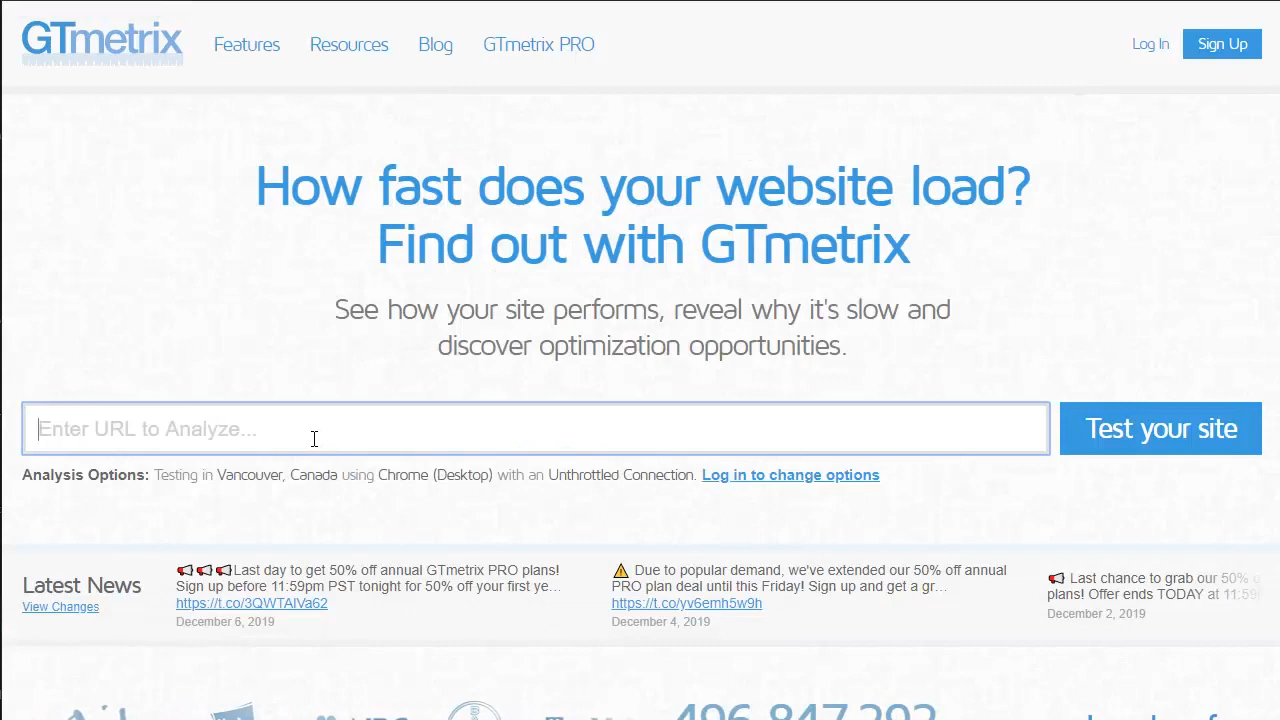 GTmetrix
Features
Resources
Blog
GTmetrix PRO
Log In
Sign Up
How fast does your website load?
Find out with GTmetrix
See how your site performs, reveal why it's slow and
discover optimization opportunities.
Enter URL to Analyze...
Test your site
Analysis Options: Testing in Vancouver, Canada using Chrome (Desktop) with an Unthrottled Connection. Log in to change options
Latest News
View Changes
Last day to get 50% off annual GTmetrix PRO plans!
Sign up before 11:59pm PST tonight for 50% off your first ye…
https://t.co/3QWTAlVa62
December 6, 2019
Due to popular demand, we've extended our 50% off annual
PRO plan deal until this Friday! Sign up and get a gr…
https://t.co/yv6emh5w9h
December 4, 2019
Last chance to grab our 50%
plans! Offer ends TODAY at 11:59
December 2, 2019
496,847,292